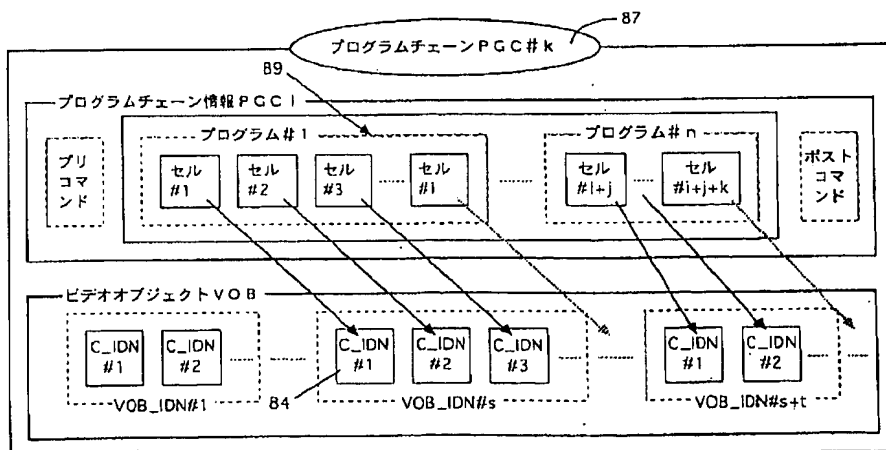 87
プログラムチェーンPGC#k
89
プログラムチェーン情報PGCI
プログラム#1
プログラム#n
プリ
コマ
ンド
セル
#1
セル
#2
セル
#3
セル
#i
セル
#i+j
セル
#i+j+k
ポスト
コマ
ンド
ビデオオブジェクトVOB
C_IDN
#1
C_IDN
#2
C_IDN
#1
C_IDN
#2
C_IDN
#3
C_IDN
#1
C_IDN
#2
VOB_IDN#1
84
VOB_IDN#s
VOB_IDN#s+t